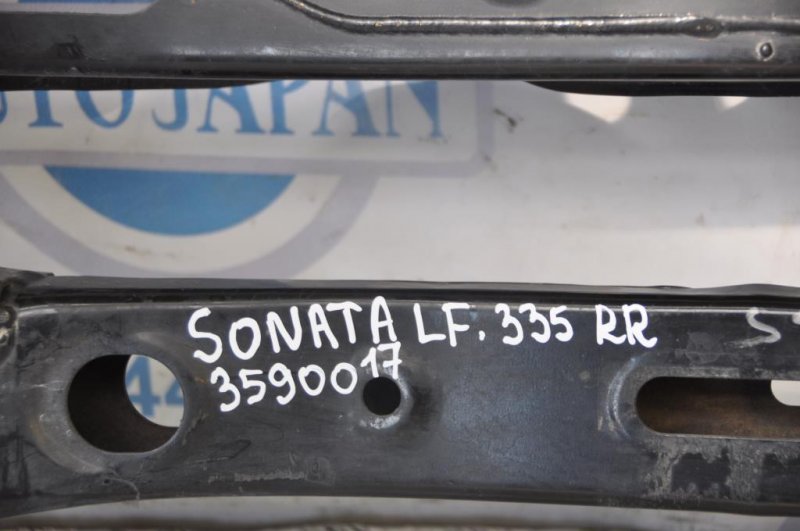 AUTOJAPAN
SONATA LF. 335 RR
3590017